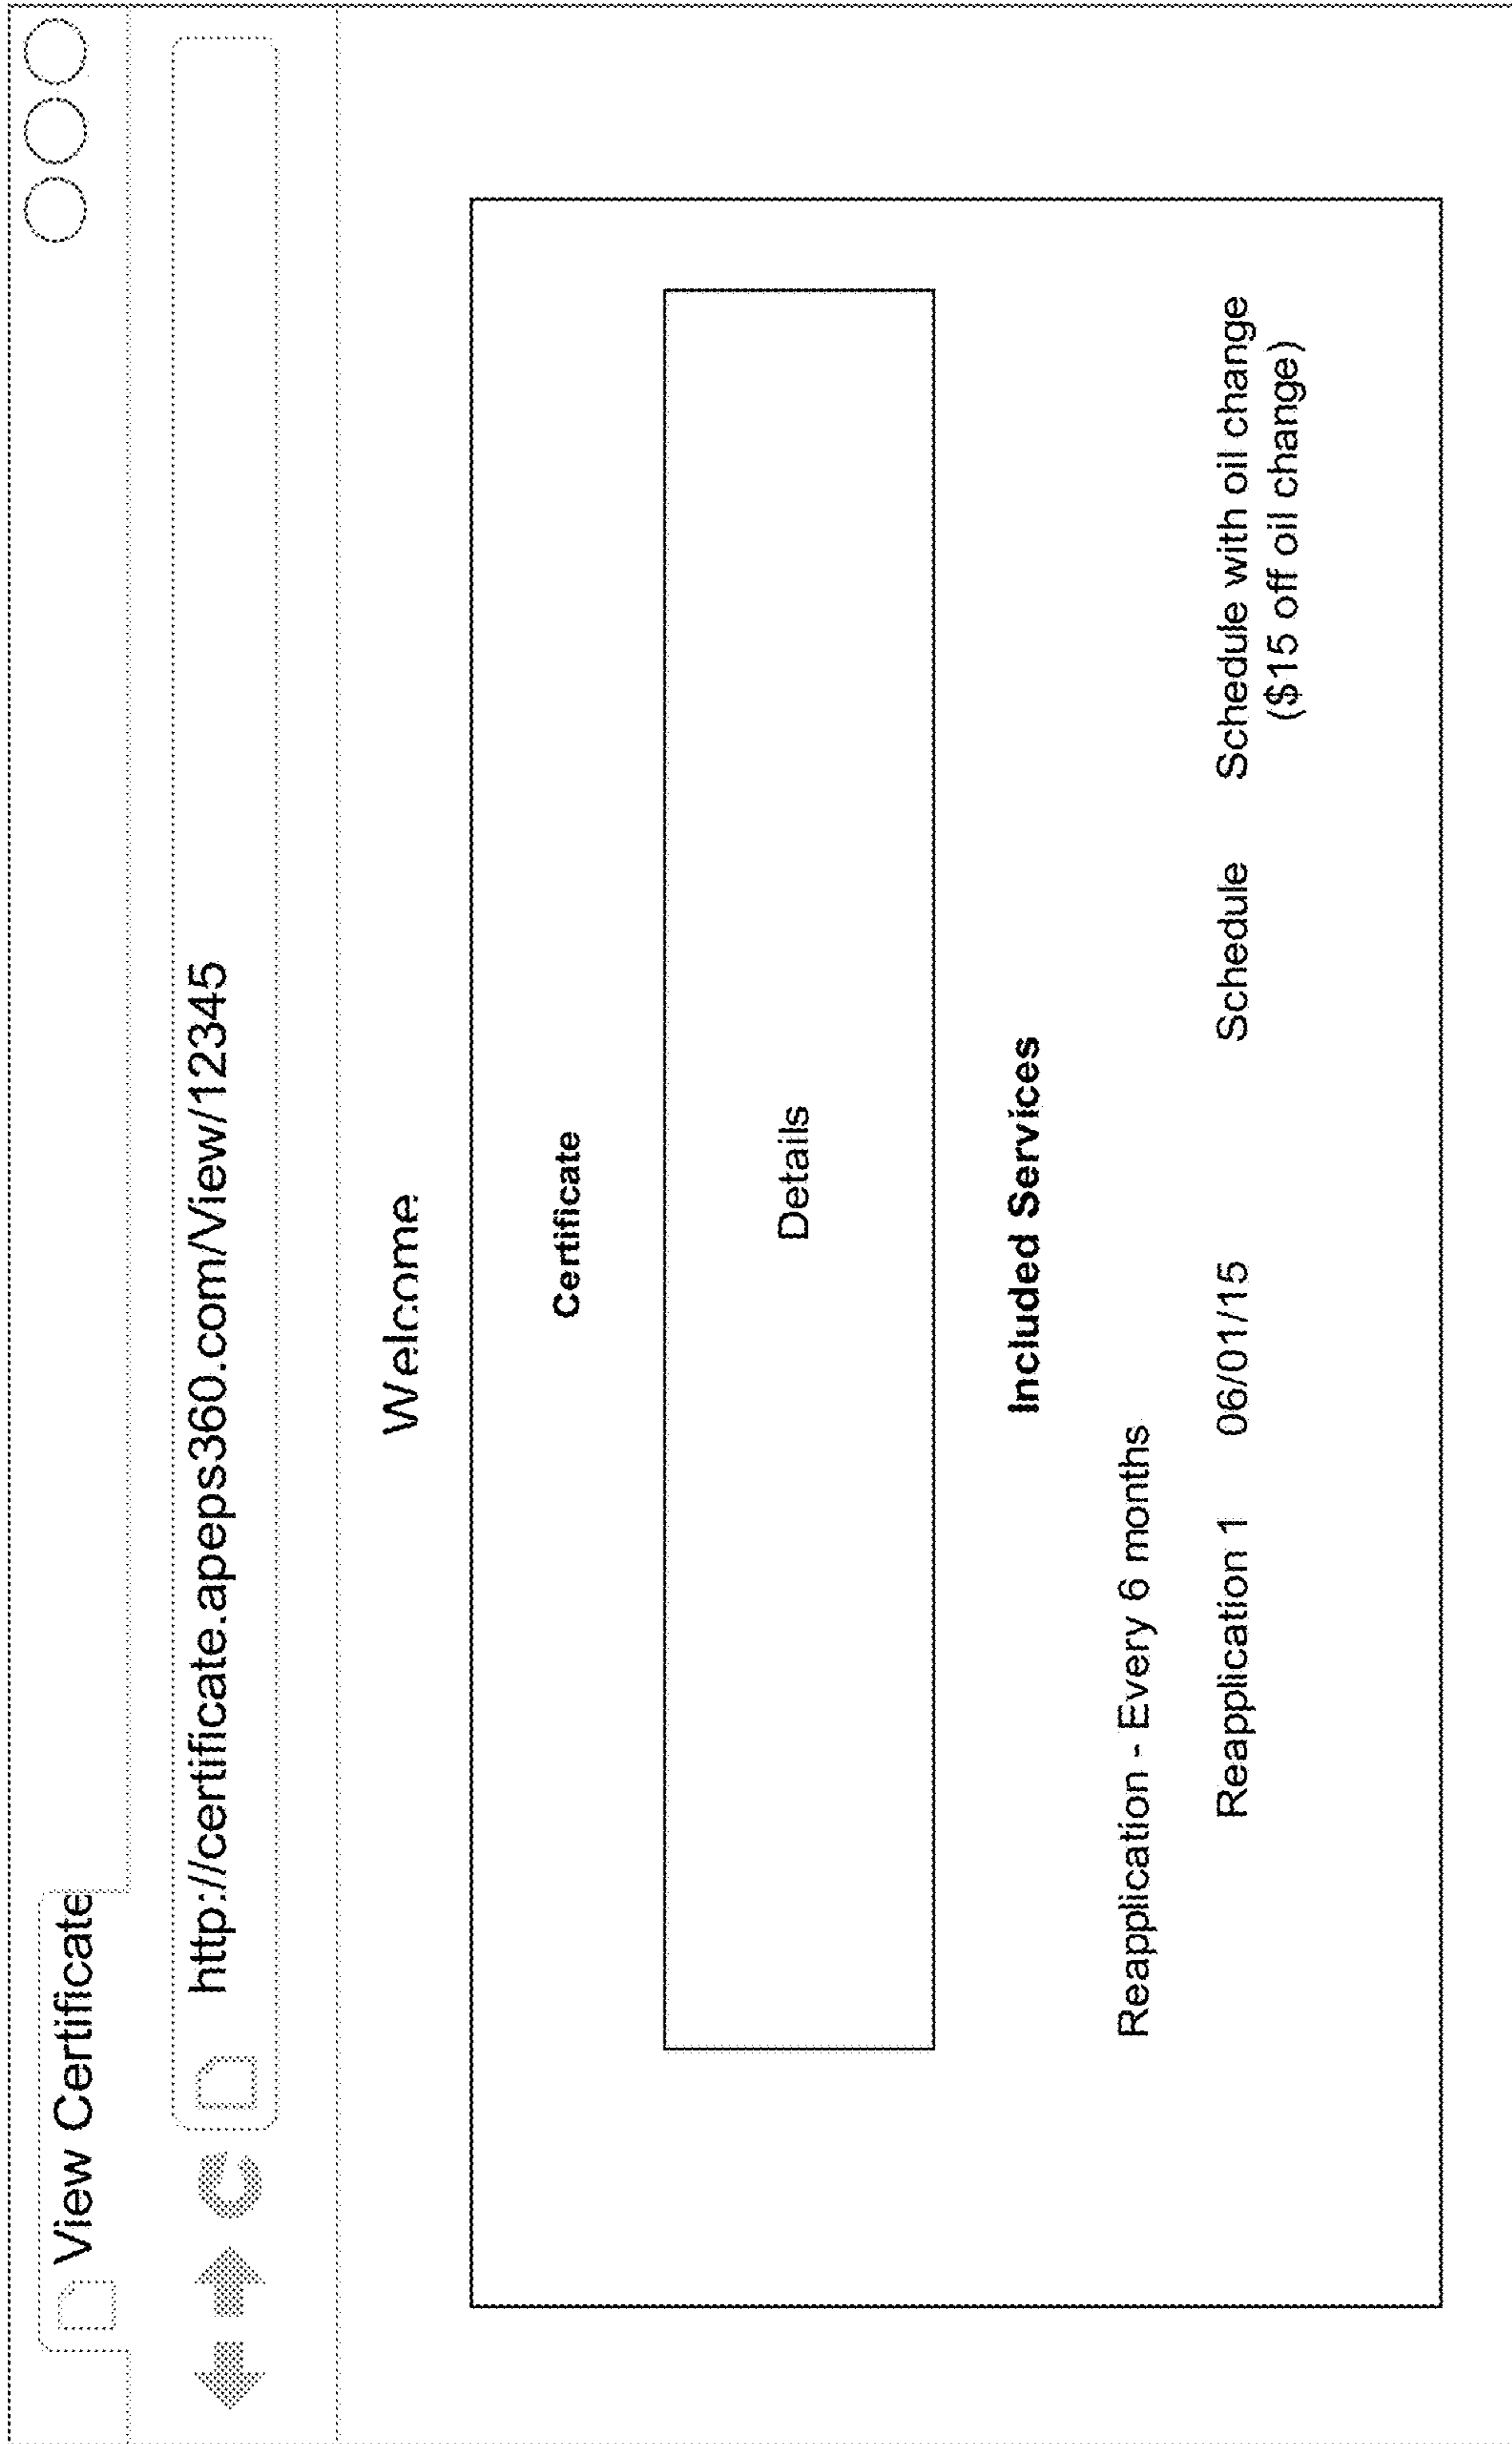 View Certificate
http://certificate.apeps360.com/View/12345
Welcome
Certificate
Details
Included Services
Reapplication - Every 6 months
Reapplication 1 06/01/15 Schedule Schedule with oil change
($15 off oil change)